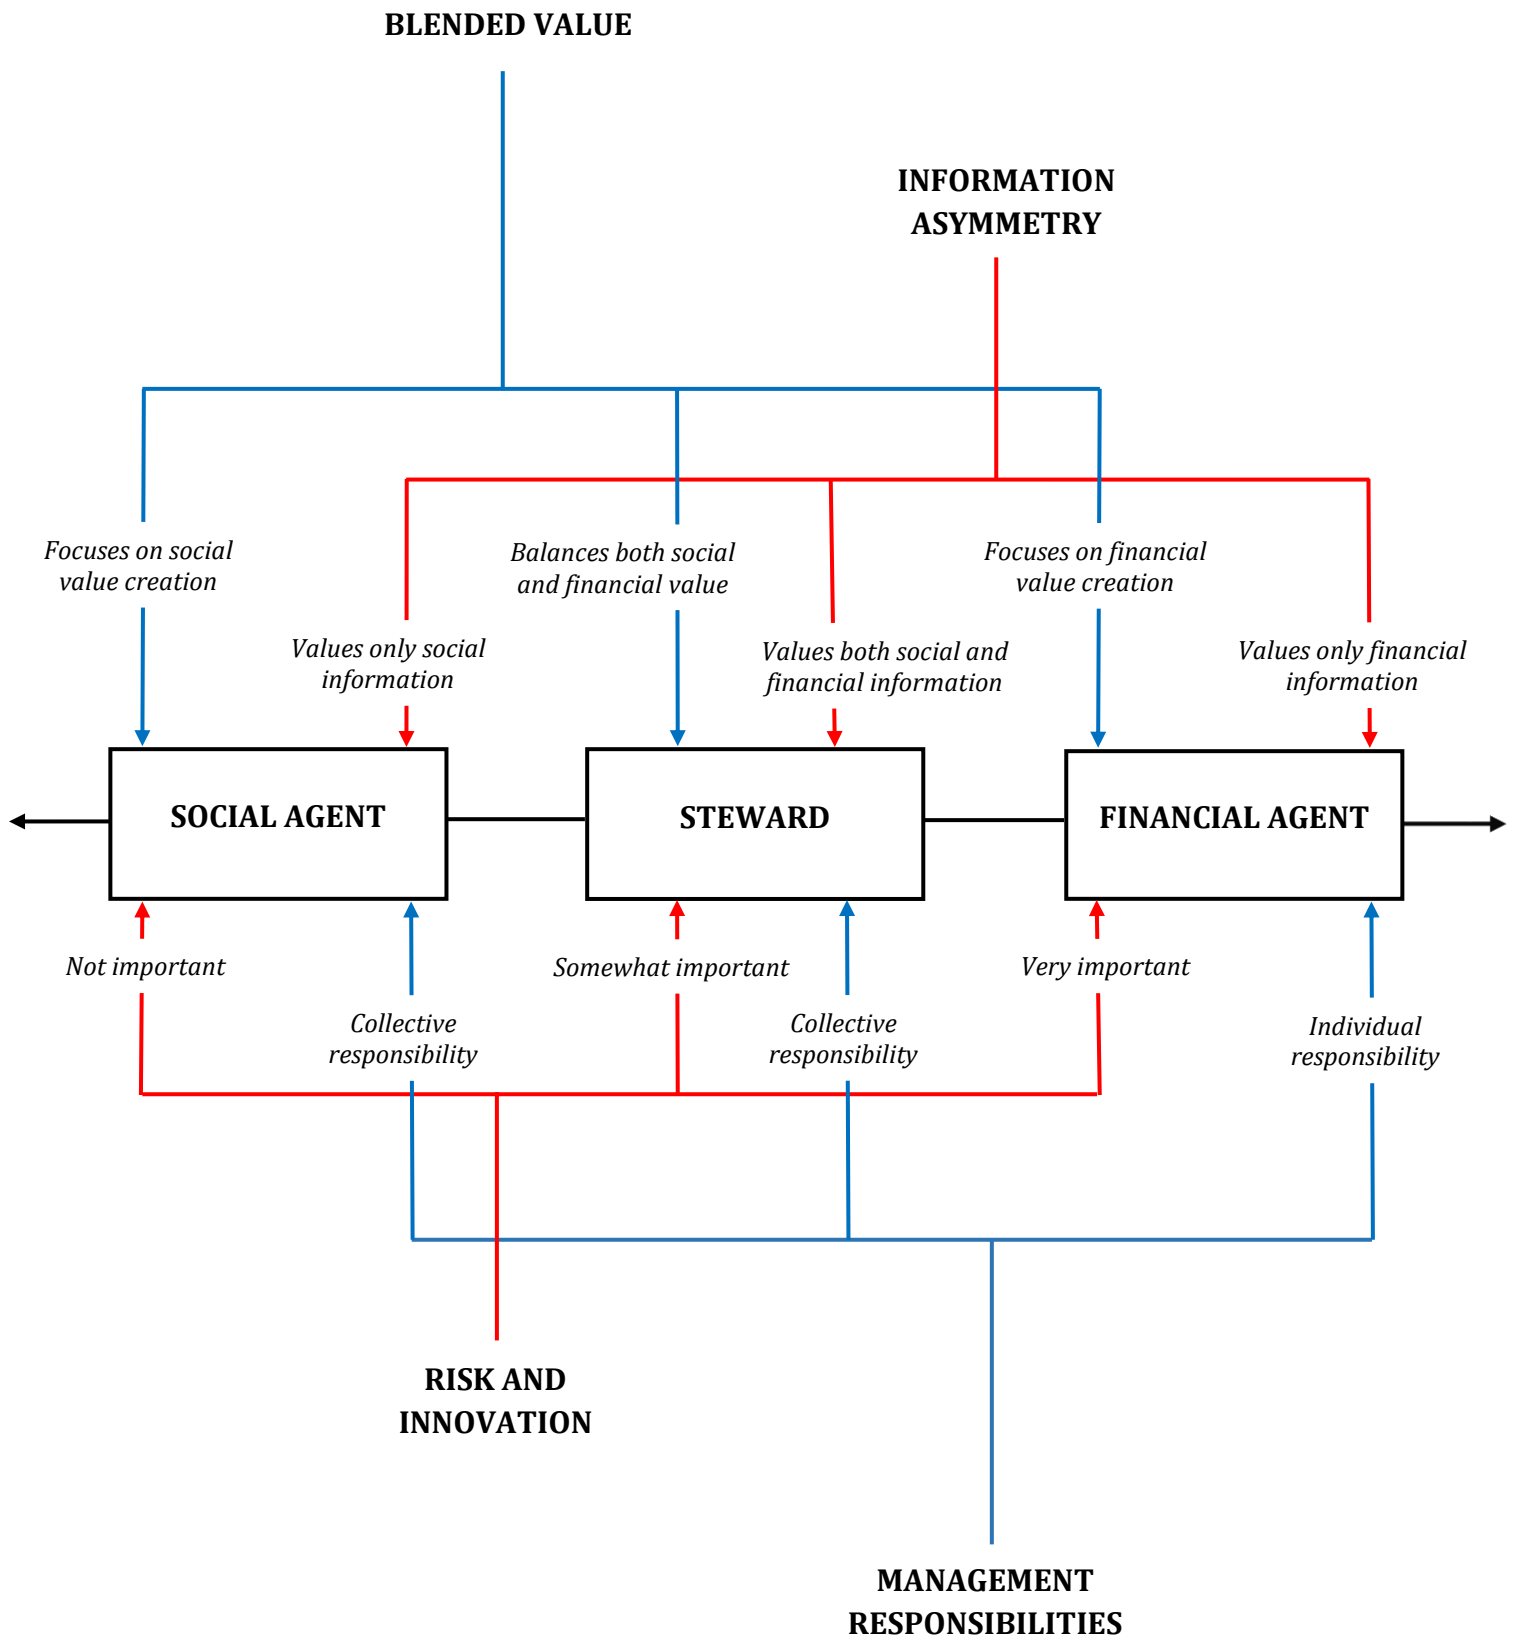 BLENDED VALUE
INFORMATION
ASYMMETRY
Focuses on social
value creation
Balances both social
and financial value
Focuses on financial
value creation
Values only social
information
Values both social and
financial information
Values only financial
information
SOCIAL AGENT
STEWARD
FINANCIAL AGENT
Not important
Somewhat important
Very important
Collective
responsibility
Collective
responsibility
Individual
responsibility
RISK AND
INNOVATION
MANAGEMENT
RESPONSIBILITIES